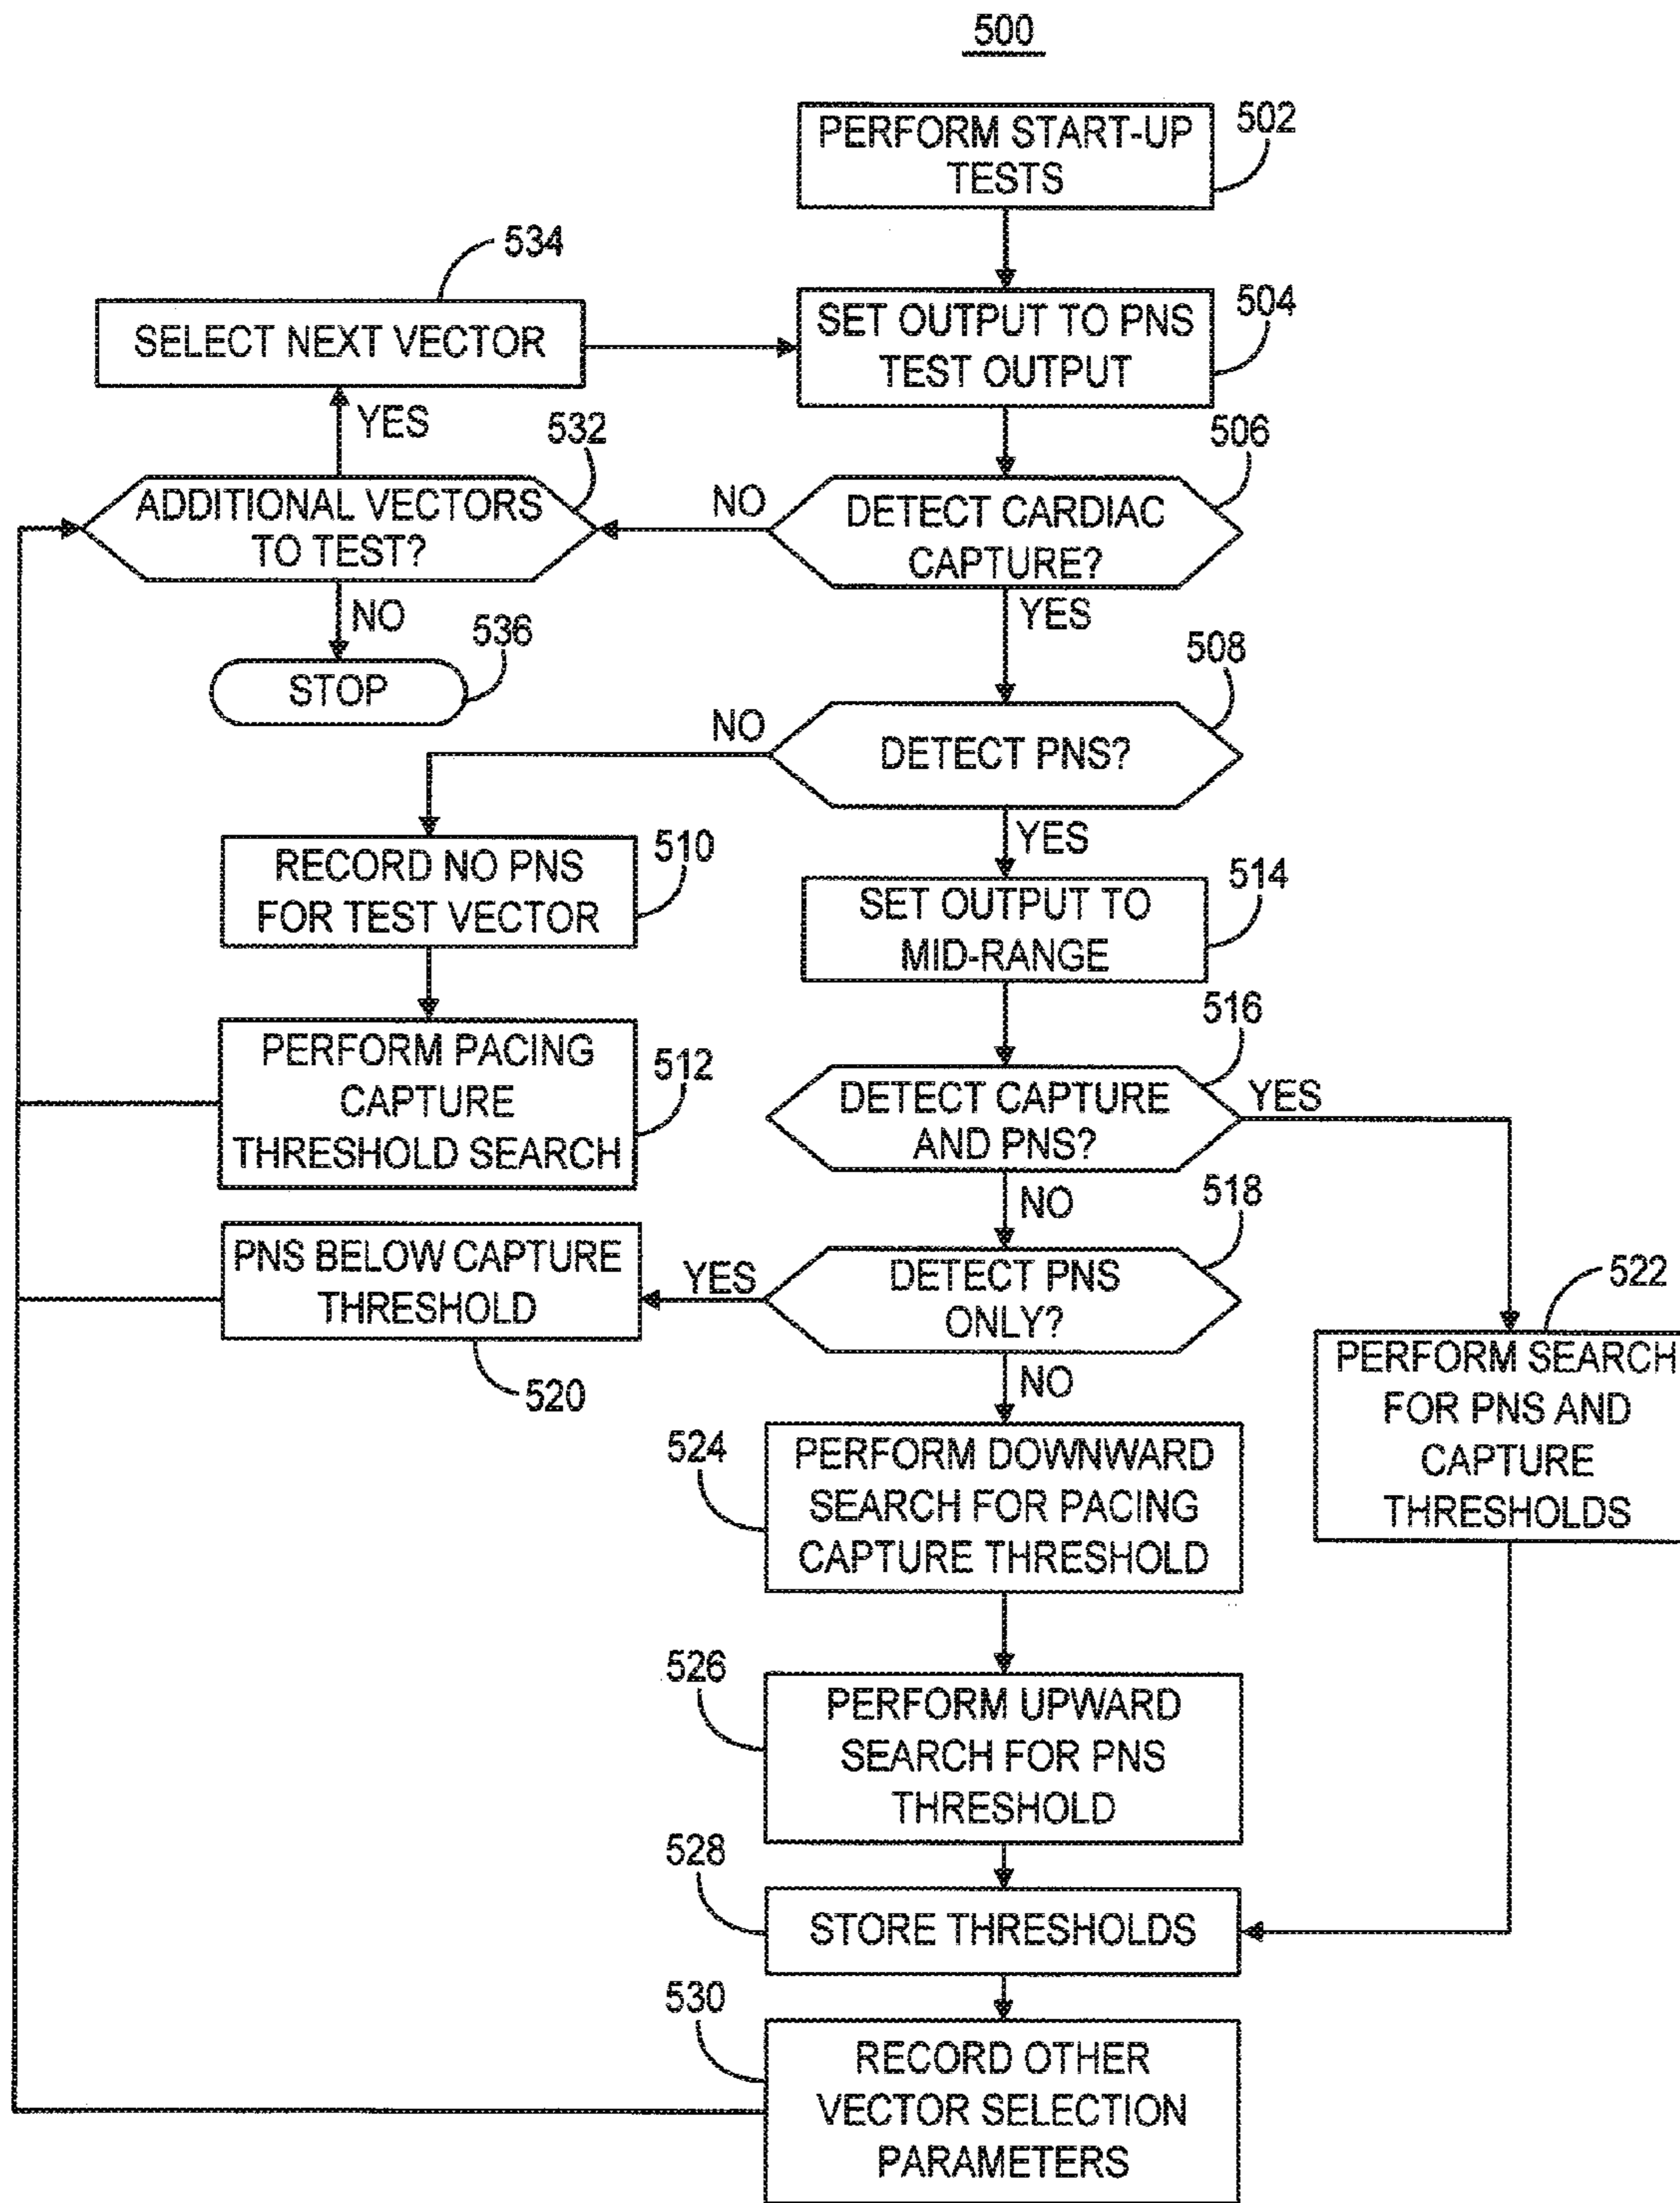 500
PERFORM START-UP
TESTS
502
534
SELECT NEXT VECTOR
SET OUTPUT TO PNS
TEST OUTPUT
504
YES
532
ADDITIONAL VECTORS
TO TEST?
NO
DETECT CARDIAC
CAPTURE?
506
NO
YES
536
STOP
508
NO
DETECT PNS?
YES
RECORD NO PNS
FOR TEST VECTOR
510
SET OUTPUT TO
MID-RANGE
514
PERFORM PACING
CAPTURE
THRESHOLD SEARCH
512
516
DETECT CAPTURE
AND PNS?
YES
NO
518
PNS BELOW CAPTURE
THRESHOLD
520
YES
DETECT PNS
ONLY?
NO
522
PERFORM SEARCH
FOR PNS AND
CAPTURE
THRESHOLDS
524
PERFORM DOWNWARD
SEARCH FOR PACING
CAPTURE THRESHOLD
526
PERFORM UPWARD
SEARCH FOR PNS
THRESHOLD
528
STORE THRESHOLDS
530
RECORD OTHER
VECTOR SELECTION
PARAMETERS